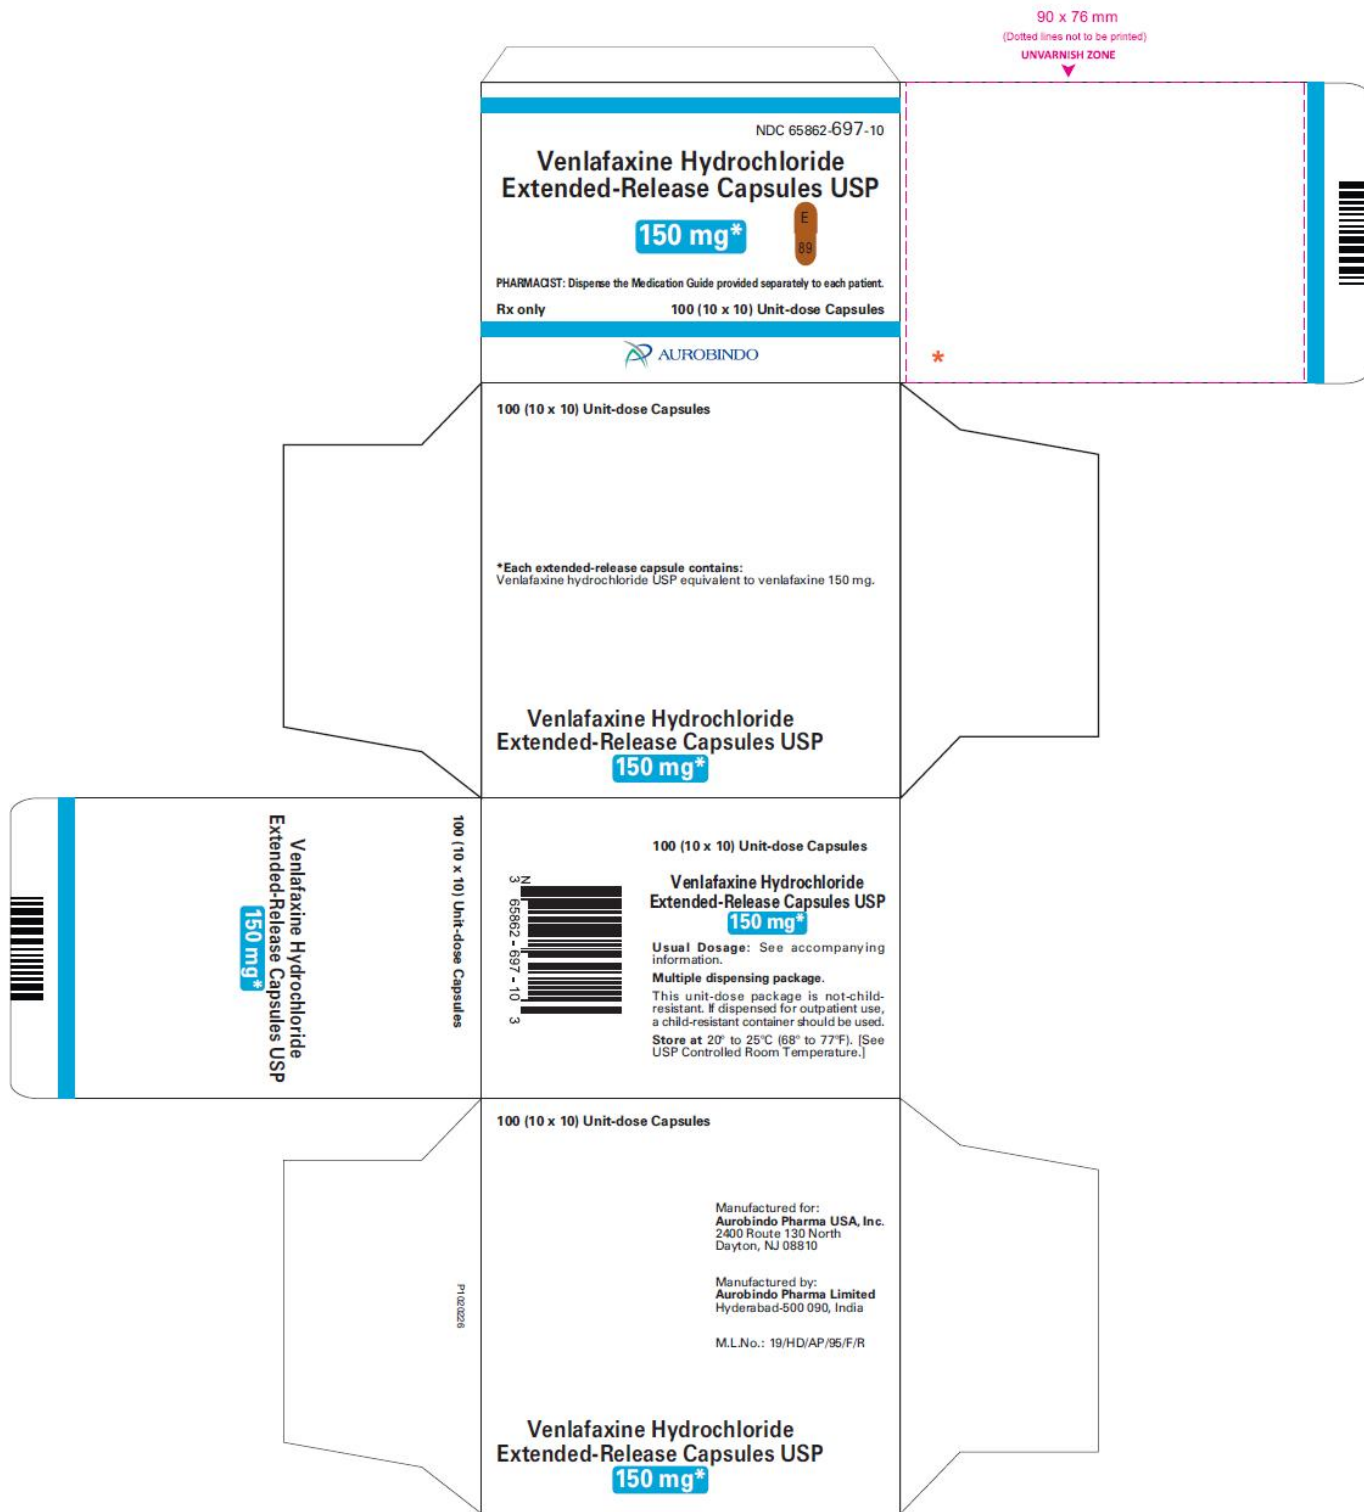 90 x 76 mm
(Dotted lines not to be printed)
UNVARNISH ZONE
NDC 65862-697-10
Venlafaxine Hydrochloride
Extended-Release Capsules USP
150 mg*
E
89
PHARMACIST: Dispense the Medication Guide provided separately to each patient.
Rx only 100 (10 x 10) Unit-dose Capsules
AUROBINDO
*
100 (10 x 10) Unit-dose Capsules
*Each extended-release capsule contains:
Venlafaxine hydrochloride USP equivalent to venlafaxine 150 mg.
Venlafaxine Hydrochloride
Extended-Release Capsules USP
150 mg*
100 (10 x 10) Unit-dose Capsules
Venlafaxine Hydrochloride
Extended-Release Capsules USP
150 mg*
N
3 65862-697-10 3
100 (10 x 10) Unit-dose Capsules
Venlafaxine Hydrochloride
Extended-Release Capsules USP
150 mg*
Usual Dosage: See accompanying
information.
Multiple dispensing package.
This unit-dose package is not-child-
resistant. If dispensed for outpatient use,
a child-resistant container should be used.
Store at 20° to 25°C (68° to 77°F). [See
USP Controlled Room Temperature.]
100 (10 x 10) Unit-dose Capsules
Manufactured for:
Aurobindo Pharma USA, Inc.
2400 Route 130 North
Dayton, NJ 08810
Manufactured by:
Aurobindo Pharma Limited
Hyderabad-500 090, India
M.L.No.: 19/HD/AP/95/F/R
P1020226
Venlafaxine Hydrochloride
Extended-Release Capsules USP
150 mg*